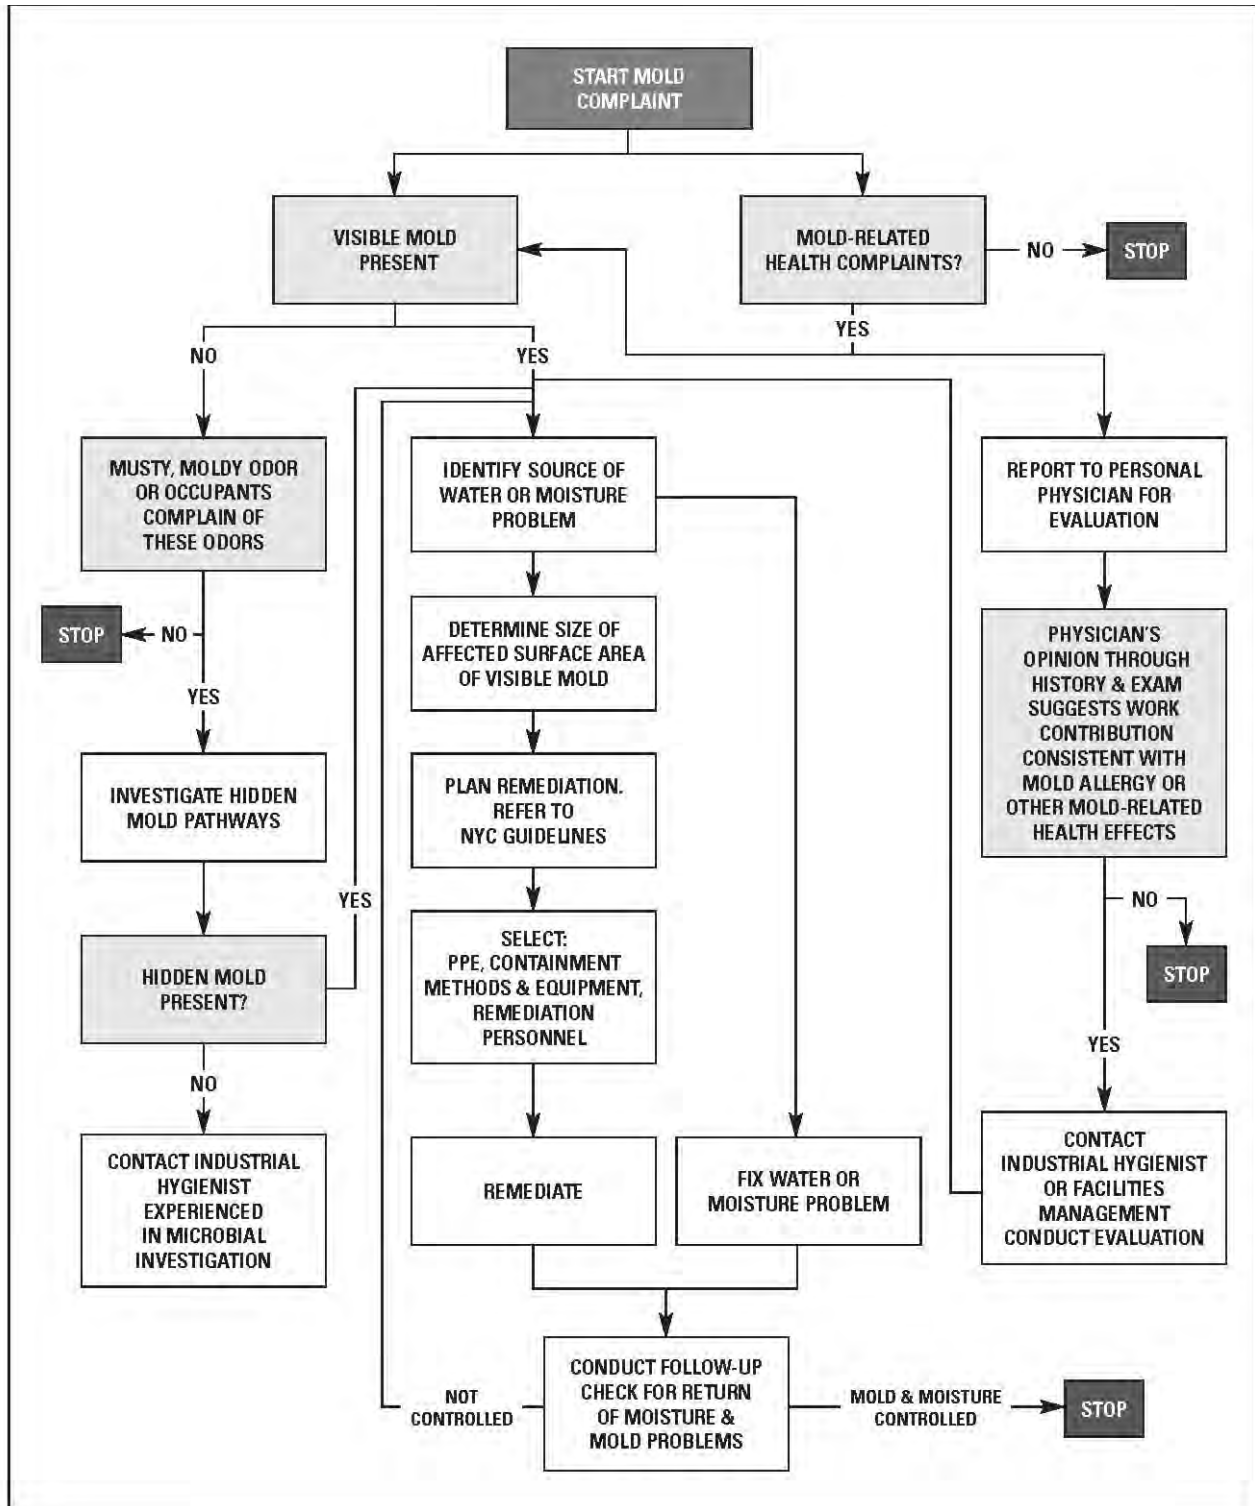 START MOLD
COMPLAINT
VISIBLE MOLD
PRESENT
MOLD-RELATED
HEALTH COMPLAINTS?
NO
STOP
YES
NO
YES
MUSTY, MOLDY ODOR
OR OCCUPANTS
COMPLAIN OF
THESE ODORS
IDENTIFY SOURCE OF
WATER OR MOISTURE
PROBLEM
REPORT TO PERSONAL
PHYSICIAN FOR
EVALUATION
STOP
NO
YES
DETERMINE SIZE OF
AFFECTED SURFACE AREA
OF VISIBLE MOLD
PHYSICIAN'S
OPINION THROUGH
HISTORY & EXAM
SUGGESTS WORK
CONTRIBUTION
CONSISTENT WITH
MOLD ALLERGY OR
OTHER MOLD-RELATED
HEALTH EFFECTS
INVESTIGATE HIDDEN
MOLD PATHWAYS
PLAN REMEDIATION.
REFER TO
NYC GUIDELINES
YES
NO
STOP
HIDDEN MOLD
PRESENT?
SELECT:
PPE, CONTAINMENT
METHODS & EQUIPMENT,
REMEDIATION
PERSONNEL
YES
NO
CONTACT INDUSTRIAL
HYGIENIST
EXPERIENCED
IN MICROBIAL
INVESTIGATION
REMEDIATE
FIX WATER OR
MOISTURE PROBLEM
CONTACT
INDUSTRIAL HYGIENIST
OR FACILITIES
MANAGEMENT
CONDUCT EVALUATION
NOT
CONTROLLED
CONDUCT FOLLOW-UP
CHECK FOR RETURN
OF MOISTURE &
MOLD PROBLEMS
MOLD & MOISTURE
CONTROLLED
STOP